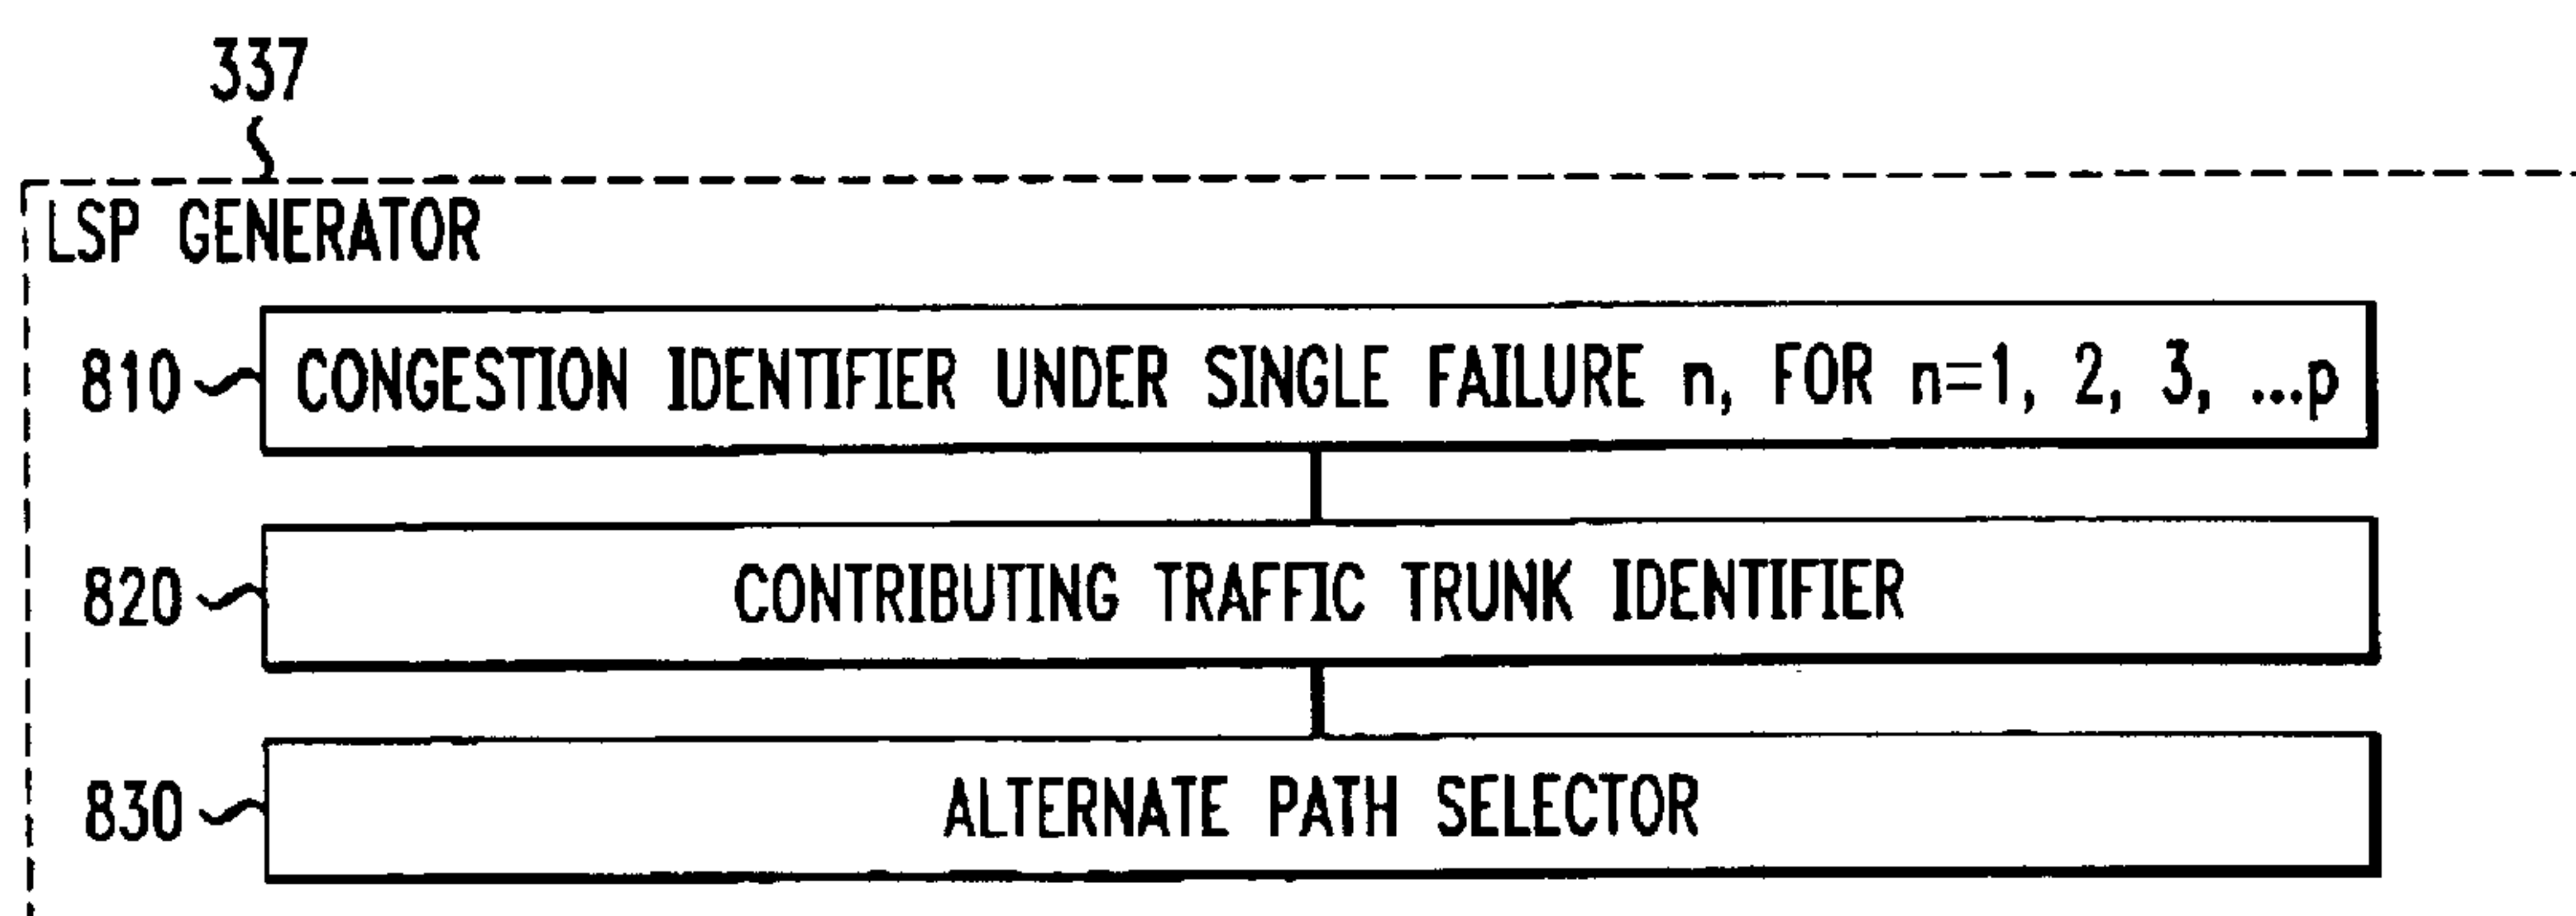 337
LSP GENERATOR
810 CONGESTION IDENTIFIER UNDER SINGLE FAILURE n, FOR n=1, 2, 3, ...p
820 CONTRIBUTING TRAFFIC TRUNK IDENTIFIER
830 ALTERNATE PATH SELECTOR